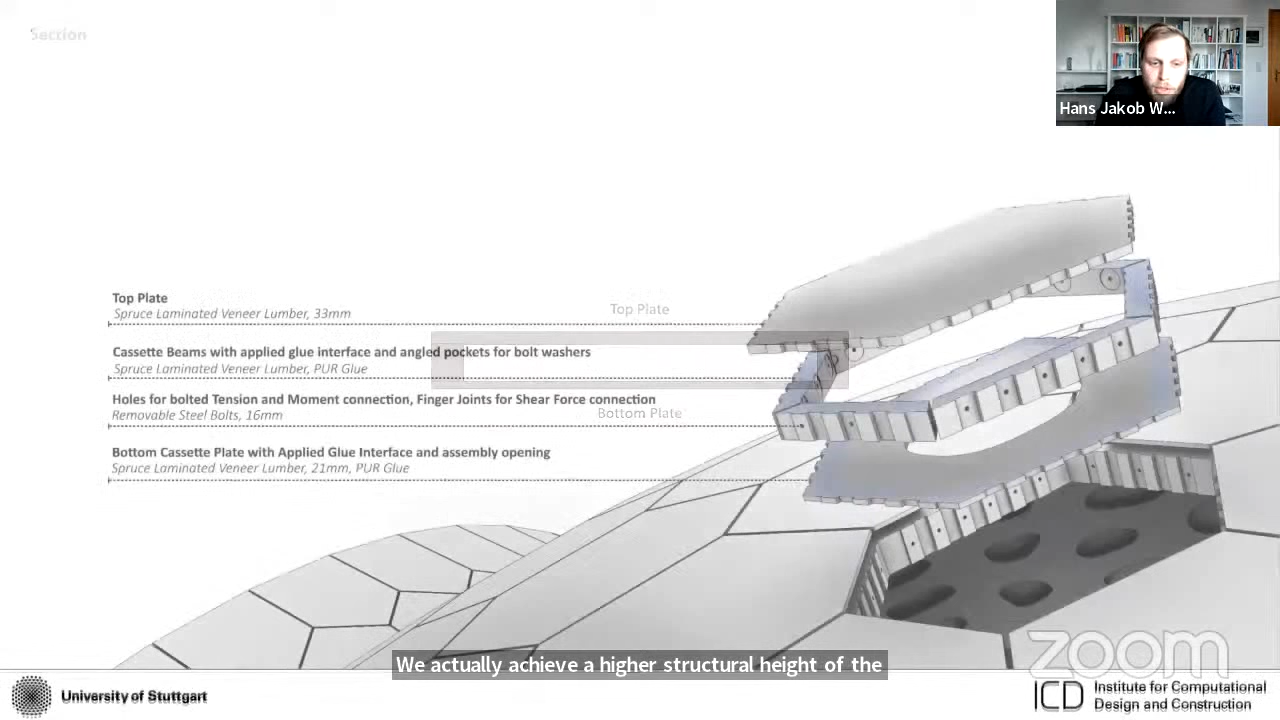 Section
Hans Jakob W...
Top Plate
Spruce Laminated Veneer Lumber, 33mm
Top Plate
Cassette Beams with applied glue interface and angled pockets for bolt washers
Spruce Laminated Veneer Lumber, PUR Glue
Holes for bolted Tension and Moment connection, Finger Joints for Shear Force connection
Removable Steel Bolts, 16mm
Bottom Plate
Bottom Cassette Plate with Applied Glue Interface and assembly opening
Spruce Laminated Veneer Lumber, 21mm, PUR Glue
We actually achieve a higher structural height of the
zoom
University of Stuttgart
ICD
Institute for Computational
Design and Construction